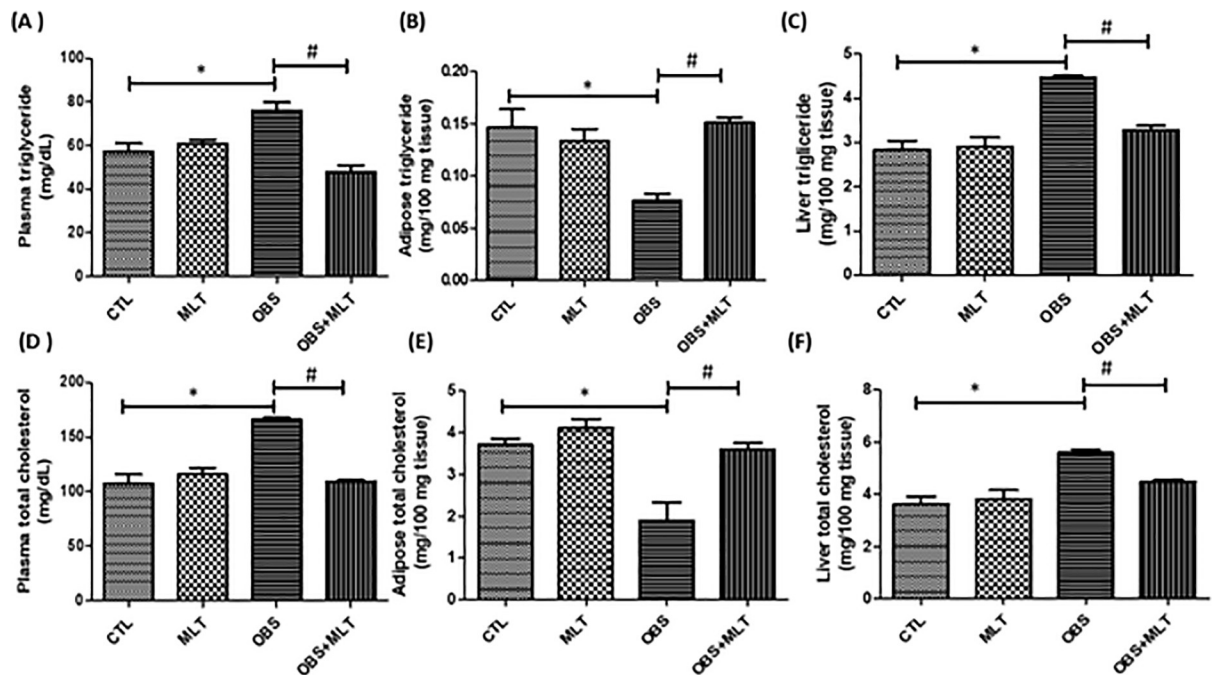 (A )
Plasma triglyceride
(mg/dL)
100
80
60
40
20
0
*
#
CTL
MLT
OBS
OBS+MLT
(B)
Adipose triglyceride
(mg/100 mg tissue)
0.20
0.15
0.10
0.05
0.00
*
#
CTL
MLT
OBS
OBS+MLT
(C)
Liver trigliceride
(mg/100 mg tissue)
5
4
3
2
1
0
*
#
CTL
MLT
OBS
OBS+MLT
(D)
Plasma total cholesterol
(mg/dL)
200
150
100
50
0
*
#
CTL
MLT
OBS
OBS+MLT
(E)
Adipose total cholesterol
(mg/100 mg tissue)
5
4
3
2
1
0
*
#
CTL
MLT
OBS
OBS+MLT
(F)
Liver total cholesterol
(mg/100 mg tissue)
8
6
4
2
0
*
#
CTL
MLT
OBS
OBS+MLT